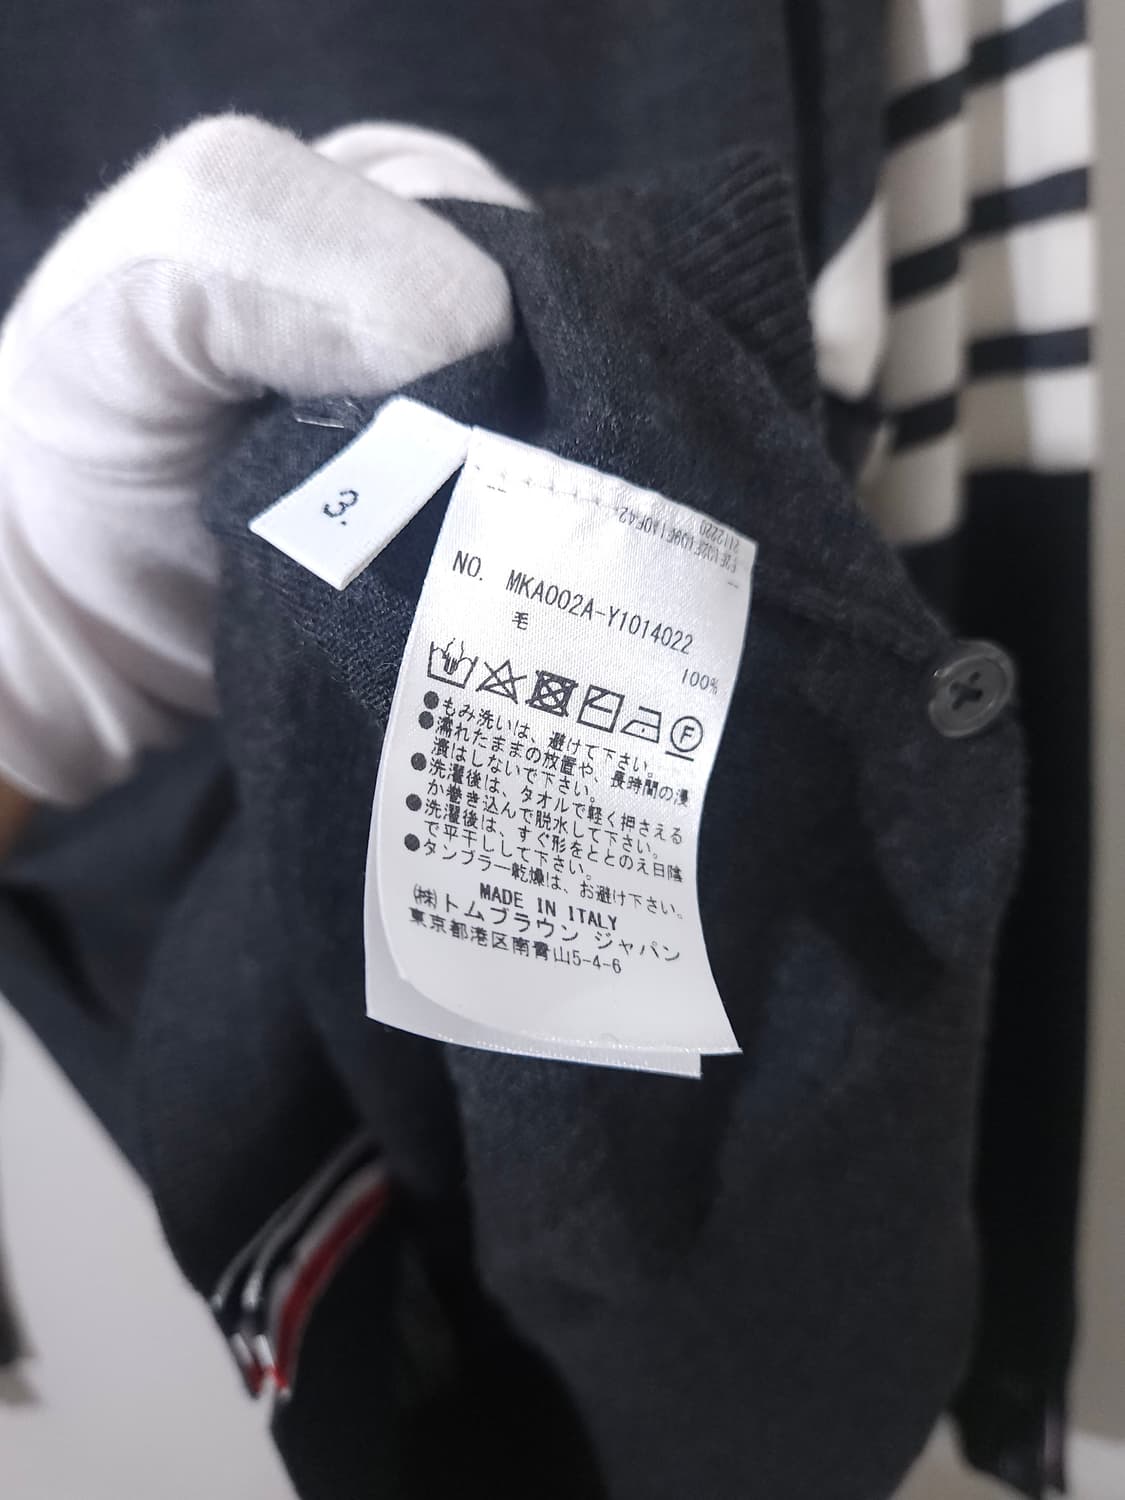 3.
NO. MKA002A-Y1014022
毛
100%
F
●もみ洗いは、避けて下さい。
●濡れたままの放置や、長時間の浸
漬はしないで下さい。
●洗濯後は、タオルで軽く押さえる
か巻き込んで脱水して下さい。
●洗濯後は、すぐ形をととのえ日陰
で平干しして下さい。
●タンブラー乾燥は、お避け下さい。
MADE IN ITALY
㈱トムブラウン ジャパン
東京都港区南青山5-4-6